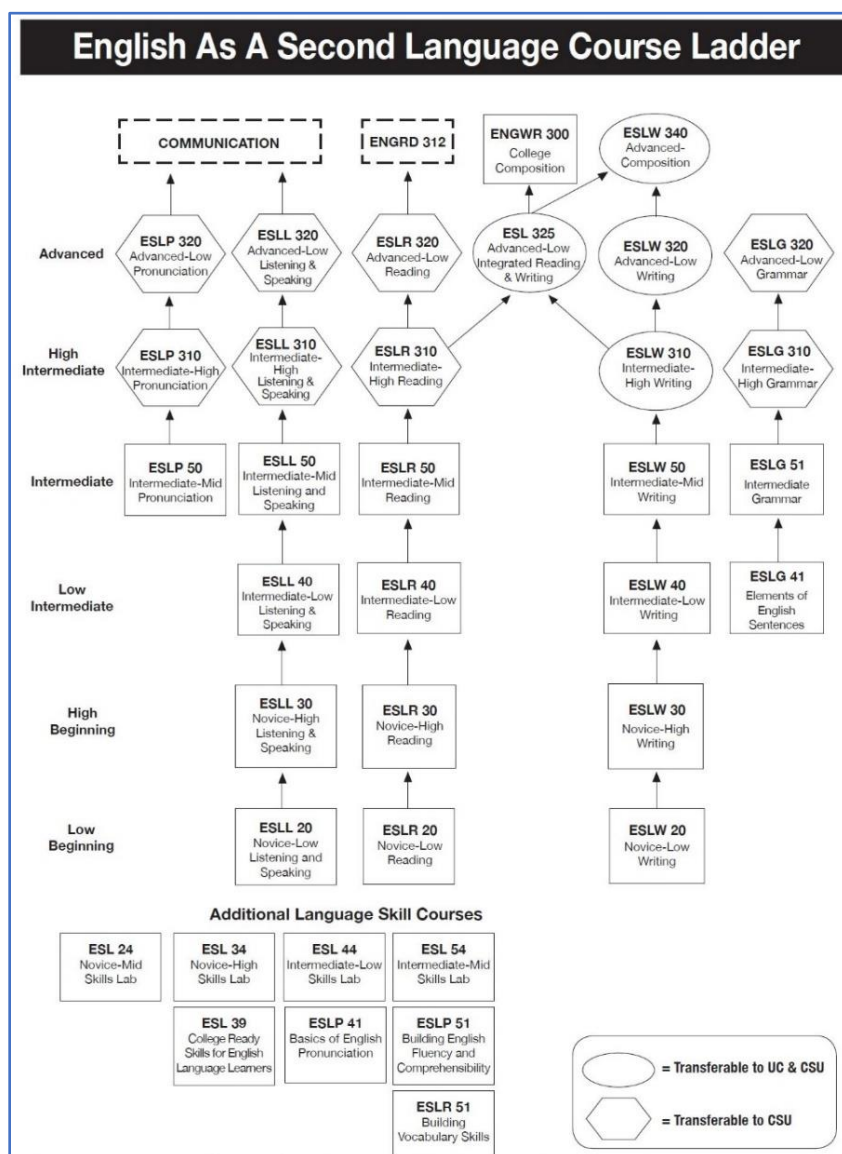 English As A Second Language Course Ladder
COMMUNICATION
ENGRD 312
ENGWR 300
College
Composition
ESLW 340
Advanced-
Composition
Advanced
ESLP 320
Advanced-Low
Pronunciation
ESLL 320
Advanced-Low
Listening &
Speaking
ESLR 320
Advanced-Low
Reading
ESL 325
Advanced-Low
Integrated Reading
& Writing
ESLW 320
Advanced-Low
Writing
ESLG 320
Advanced-Low
Grammar
High
Intermediate
ESLP 310
Intermediate-High
Pronunciation
ESLL 310
Intermediate-
High
Listening &
Speaking
ESLR 310
Intermediate-
High Reading
ESLW 310
Intermediate-
High Writing
ESLG 310
Intermediate-
High Grammar
Intermediate
ESLP 50
Intermediate-Mid
Pronunciation
ESLL 50
Intermediate-Mid
Listening and
Speaking
ESLR 50
Intermediate-Mid
Reading
ESLW 50
Intermediate-Mid
Writing
ESLG 51
Intermediate
Grammar
Low
Intermediate
ESLL 40
Intermediate-Low
Listening &
Speaking
ESLR 40
Intermediate-Low
Reading
ESLW 40
Intermediate-Low
Writing
ESLG 41
Elements of
English
Sentences
High
Beginning
ESLL 30
Novice-High
Listening &
Speaking
ESLR 30
Novice-High
Reading
ESLW 30
Novice-High
Writing
Low
Beginning
ESLL 20
Novice-Low
Listening and
Speaking
ESLR 20
Novice-Low
Reading
ESLW 20
Novice-Low
Writing
Additional Language Skill Courses
ESL 24
Novice-Mid
Skills Lab
ESL 34
Novice-High
Skills Lab
ESL 44
Intermediate-Low
Skills Lab
ESL 54
Intermediate-Mid
Skills Lab
ESL 39
College Ready
Skills for English
Language Learners
ESLP 41
Basics of English
Pronunciation
ESLP 51
Building English
Fluency and
Comprehensibility
ESLR 51
Building
Vocabulary Skills
= Transferable to UC & CSU
= Transferable to CSU